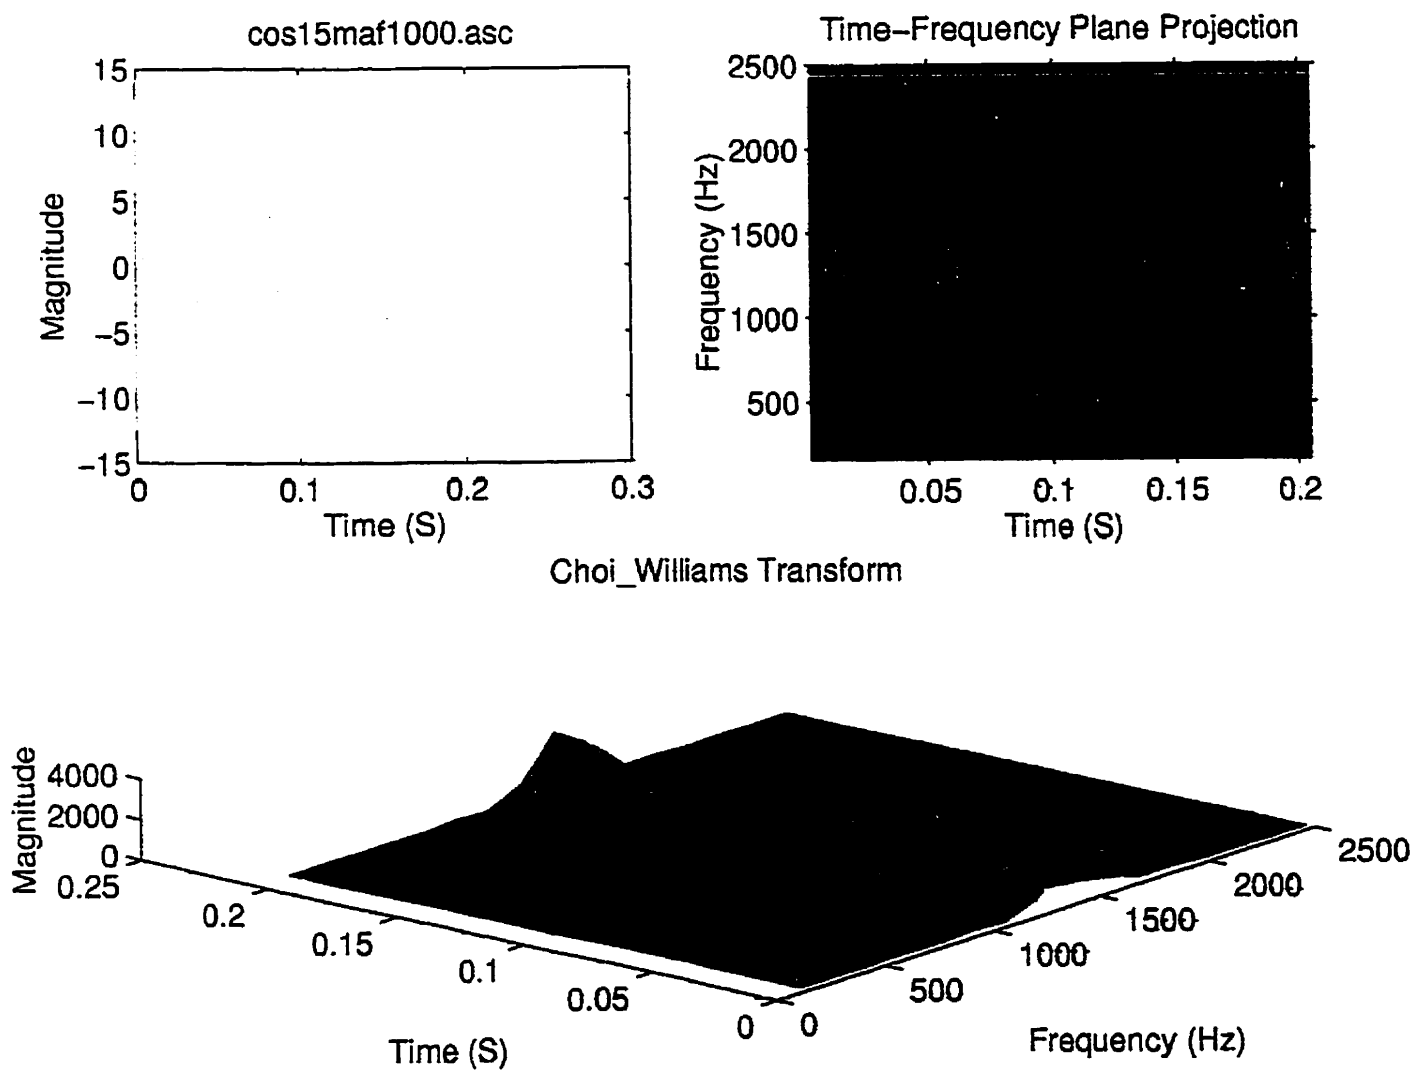 cos15maf1000.asc
15
10
5
0
−5
−10
−15
Magnitude
0 0.1 0.2 0.3
Time (S)
Time−Frequency Plane Projection
2500
2000
1500
1000
500
Frequency (Hz)
0.05 0.1 0.15 0.2
Time (S)
Choi_Williams Transform
4000
2000
0
Magnitude
0.25
0.2
0.15
0.1
0.05
0
Time (S)
0
500
1000
1500
2000
2500
Frequency (Hz)